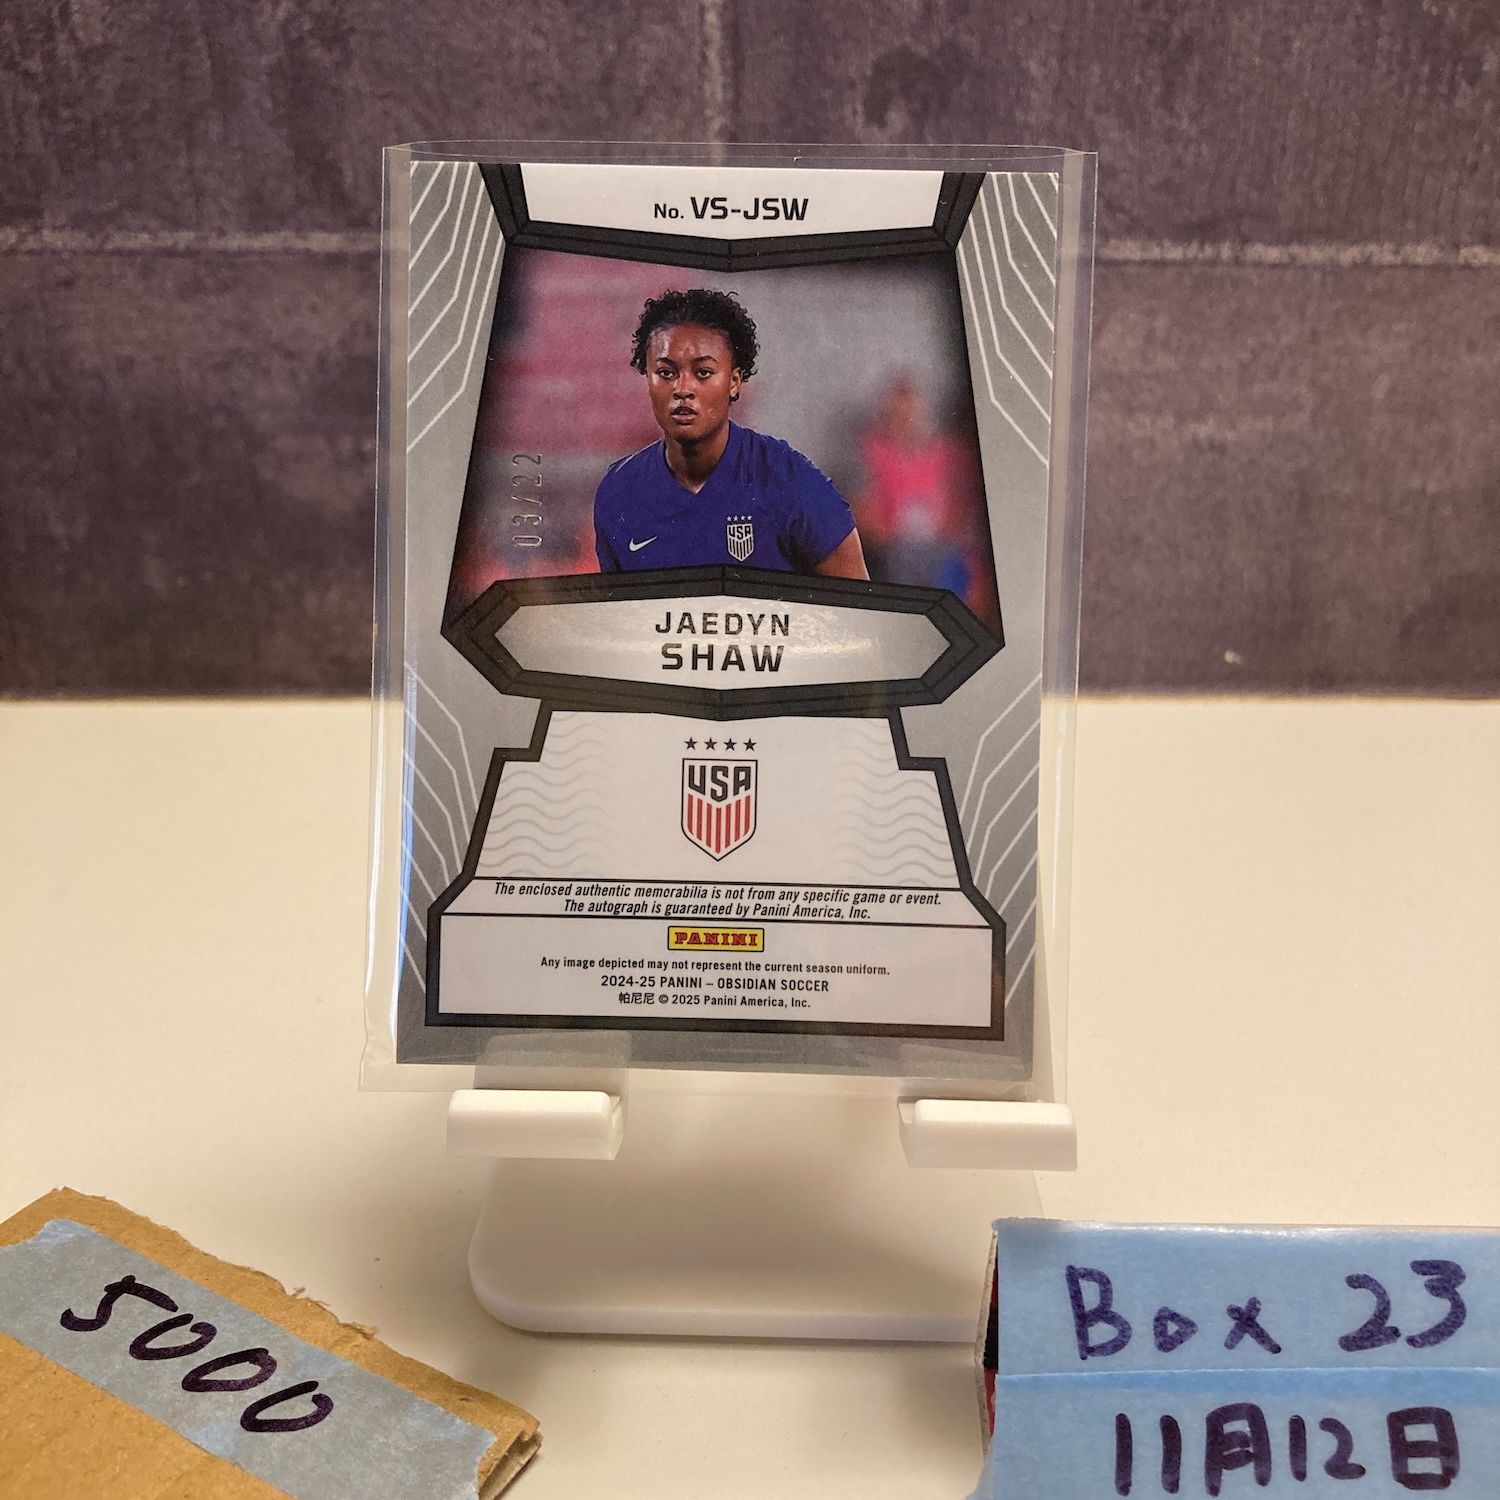 No. VS-JSW
03/22
USA
JAEDYN
SHAW
USA
The enclosed authentic memorabilia is not from any specific game or event.
The autograph is guaranteed by Panini America, Inc.
PANINI
Any image depicted may not represent the current season uniform.
2024-25 PANINI – OBSIDIAN SOCCER
帕尼尼 © 2025 Panini America, Inc.
5000
Box 23
11月12日